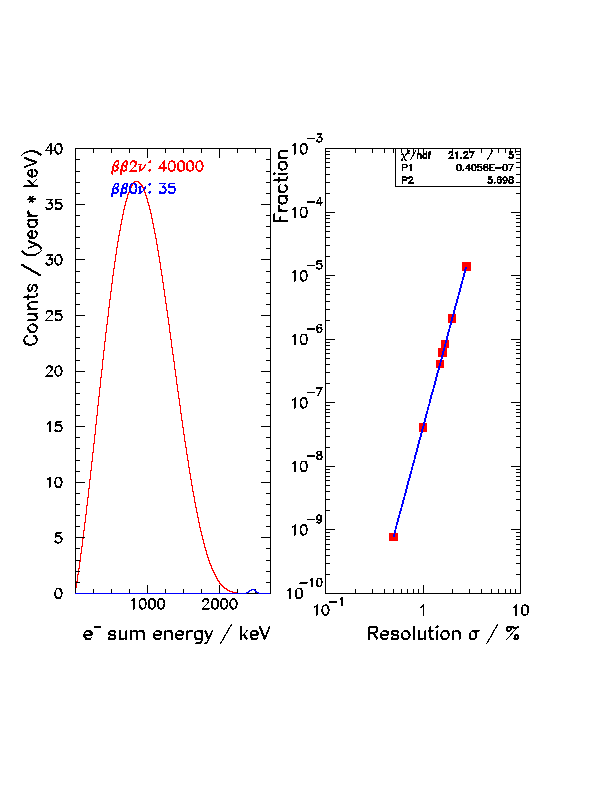 ββ2ν: 40000
ββ0ν: 35
Counts / (year * keV)
40
35
30
25
20
15
10
5
0
1000 2000
e⁻ sum energy / keV
Fraction
χ²/ndf 21.27 / 5
P1 0.4056E-07
P2 5.698
10⁻³
10⁻⁴
10⁻⁵
10⁻⁶
10⁻⁷
10⁻⁸
10⁻⁹
10⁻¹⁰
10⁻¹ 1 10
Resolution σ / %